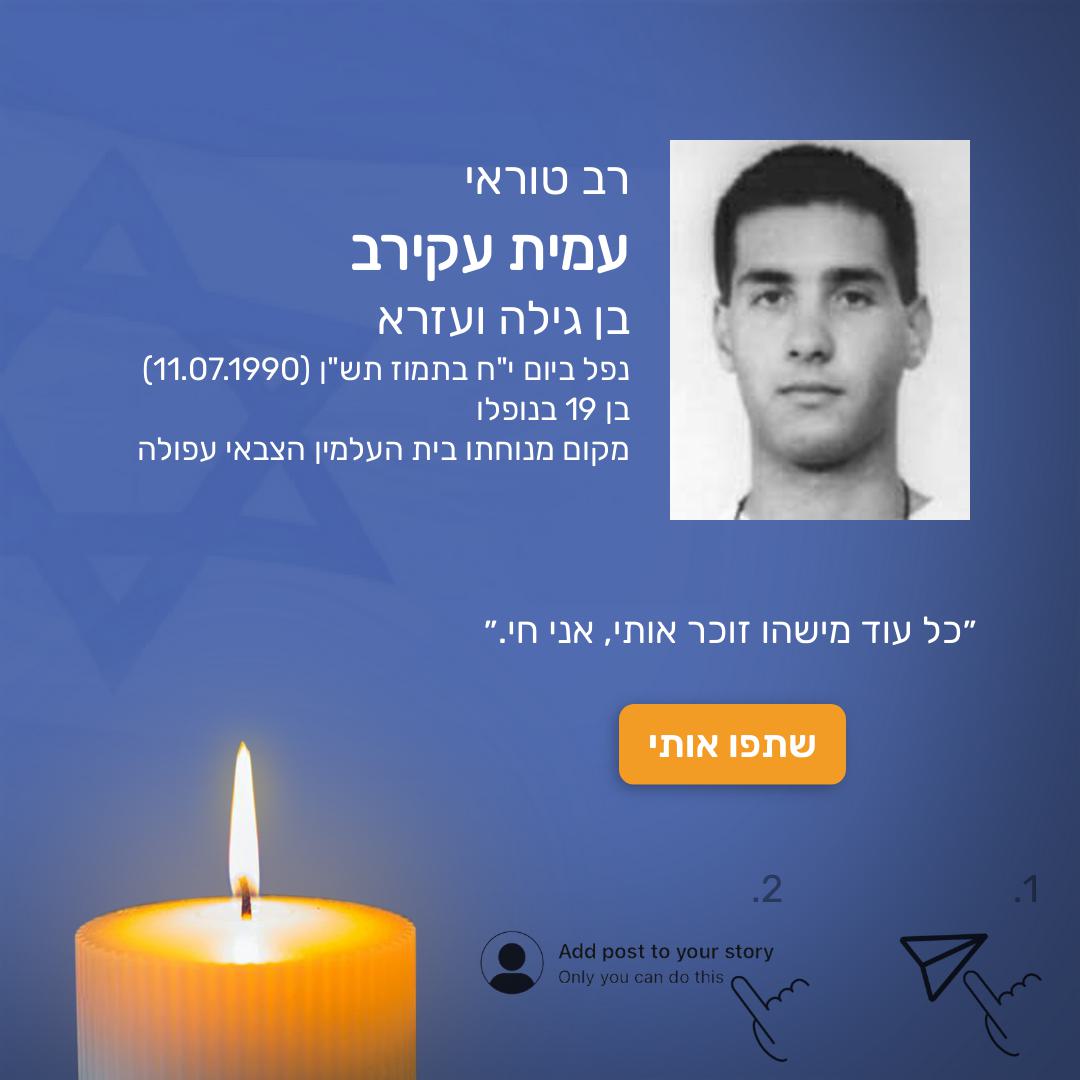 רב טוראי
עמית עקירב
בן גילה ועזרא
נפל ביום י"ח בתמוז תש"ן (11.07.1990)
בן 19 בנופלו
מקום מנוחתו בית העלמין הצבאי עפולה
״כל עוד מישהו זוכר אותי, אני חי.״
שתפו אותי
1.
2.
Add post to your story
Only you can do this